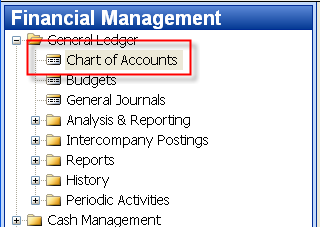 Financial Management
General Ledger
Chart of Accounts
Budgets
General Journals
Analysis & Reporting
Intercompany Postings
Reports
History
Periodic Activities
Cash Management